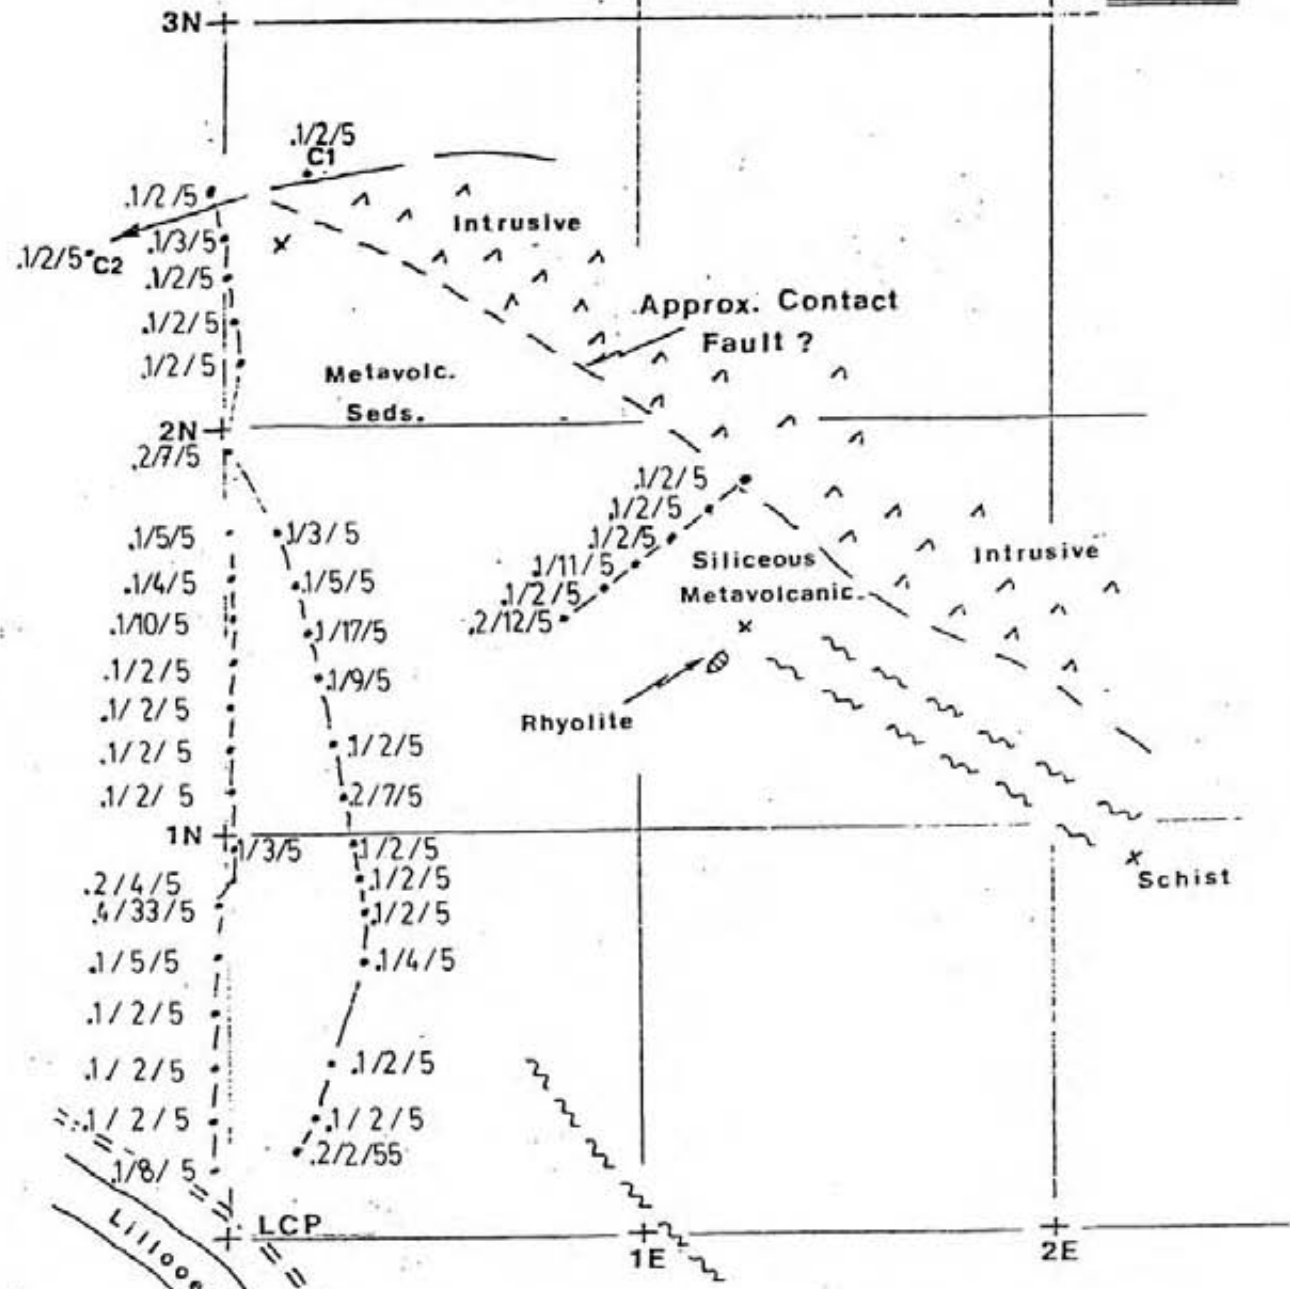 3N
.1/2/5
C1
.1/2/5
Intrusive
.1/3/5
.1/2/5 C2
.1/2/5
Approx. Contact
.1/2/5
Fault ?
.1/2/5
Metavolc.
Seds.
2N
.2/7/5
.1/2/5
.1/2/5
.1/5/5
.1/3/5
.1/2/5
Intrusive
Siliceous
.1/11/5
.1/4/5
.1/5/5
.1/2/5
Metavolcanic.
.2/12/5
.1/10/5
.1/17/5
.1/2/5
.1/9/5
.1/2/5
Rhyolite
.1/2/5
.1/2/5
.1/2/5
.2/7/5
1N
.1/3/5
.1/2/5
.2/4/5
.1/2/5
Schist
.4/33/5
.1/2/5
.1/5/5
.1/4/5
.1/2/5
.1/2/5
.1/2/5
.1/2/5
.1/2/5
.2/2/55
.1/8/5
LCP
Lillooe
1E
2E